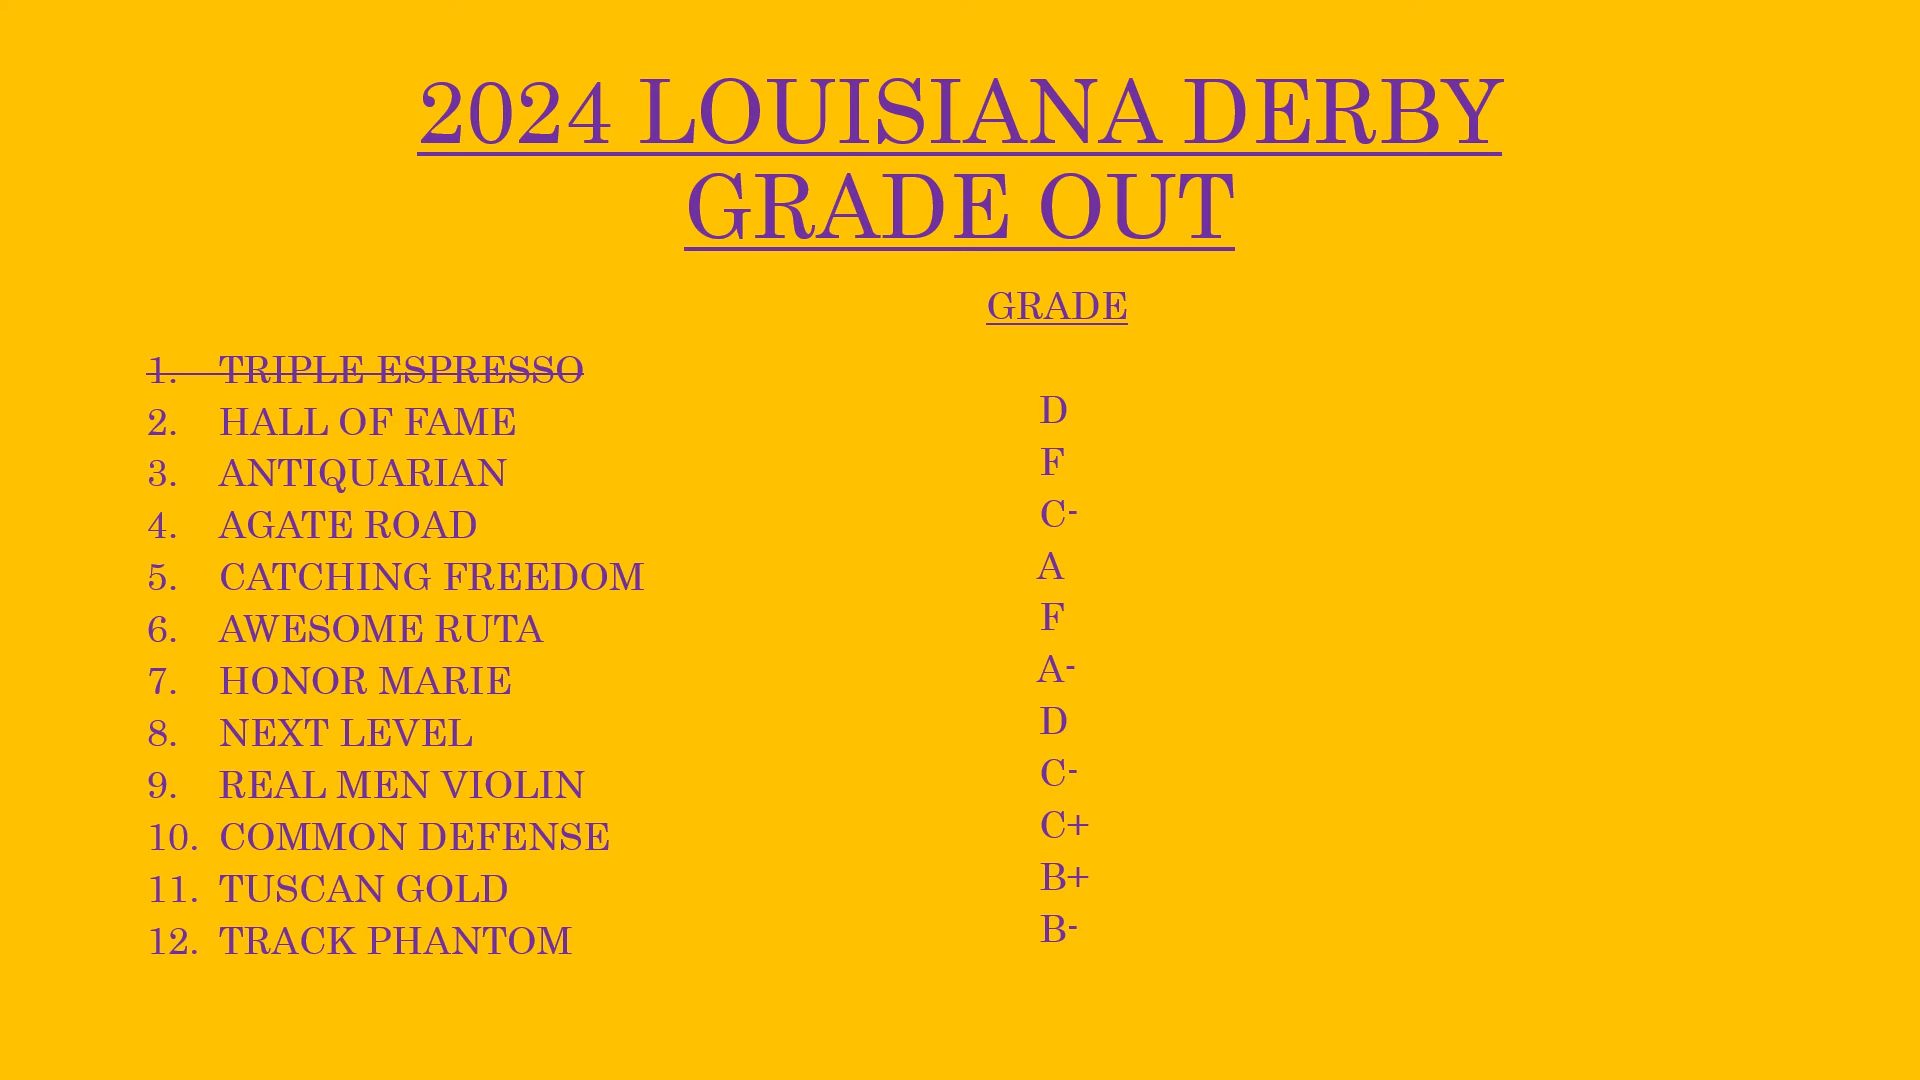 2024 LOUISIANA DERBY
GRADE OUT
GRADE
1. TRIPLE ESPRESSO
2. HALL OF FAME D
3. ANTIQUARIAN F
4. AGATE ROAD C-
5. CATCHING FREEDOM A
6. AWESOME RUTA F
7. HONOR MARIE A-
8. NEXT LEVEL D
9. REAL MEN VIOLIN C-
10. COMMON DEFENSE C+
11. TUSCAN GOLD B+
12. TRACK PHANTOM B-